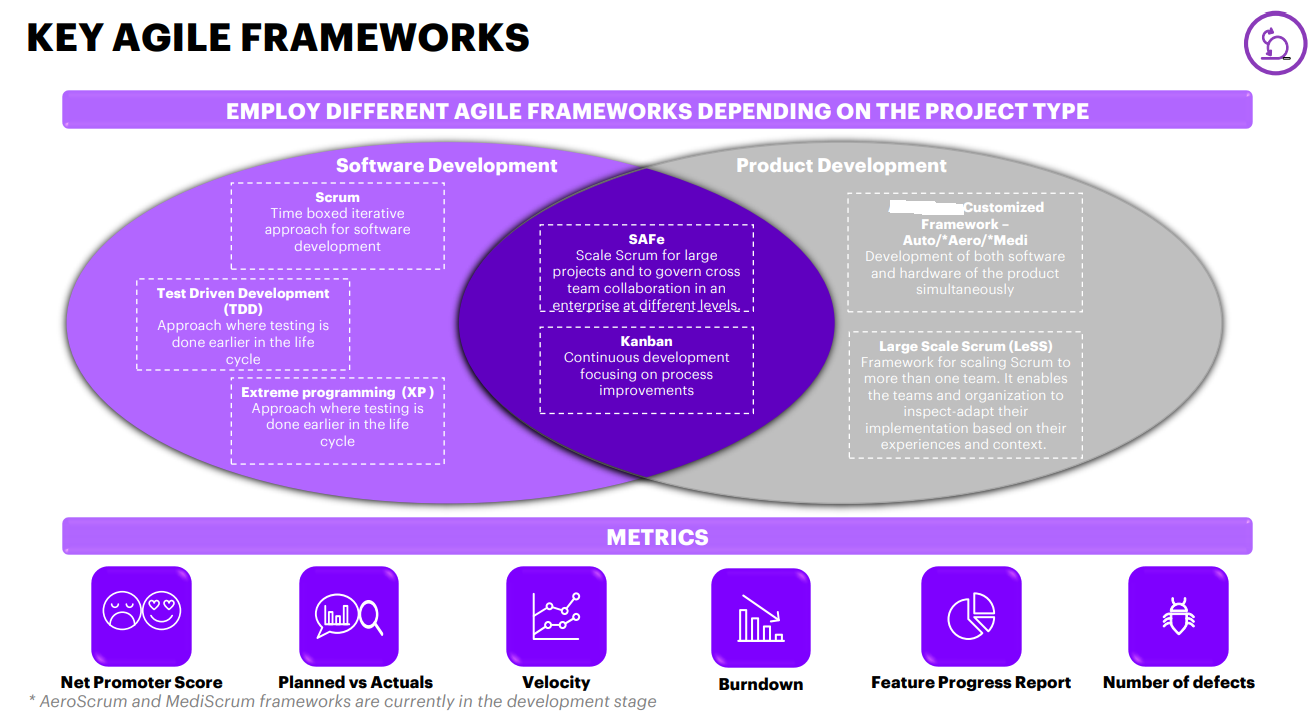 KEY AGILE FRAMEWORKS
EMPLOY DIFFERENT AGILE FRAMEWORKS DEPENDING ON THE PROJECT TYPE
Software Development
Scrum
Time boxed iterative
approach for software
development
Test Driven Development
(TDD)
Approach where testing is
done earlier in the life
cycle
Extreme programming (XP )
Approach where testing is
done earlier in the life
cycle
SAFe
Scale Scrum for large
projects and to govern cross
team collaboration in an
enterprise at different levels.
Kanban
Continuous development
focusing on process
improvements
Product Development
Customized
Framework –
Auto/*Aero/*Medi
Development of both software
and hardware of the product
simultaneously
Large Scale Scrum (LeSS)
Framework for scaling Scrum to
more than one team. It enables
the teams and organization to
inspect-adapt their
implementation based on their
experiences and context.
METRICS
Net Promoter Score
Planned vs Actuals
Velocity
Burndown
Feature Progress Report
Number of defects
* AeroScrum and MediScrum frameworks are currently in the development stage